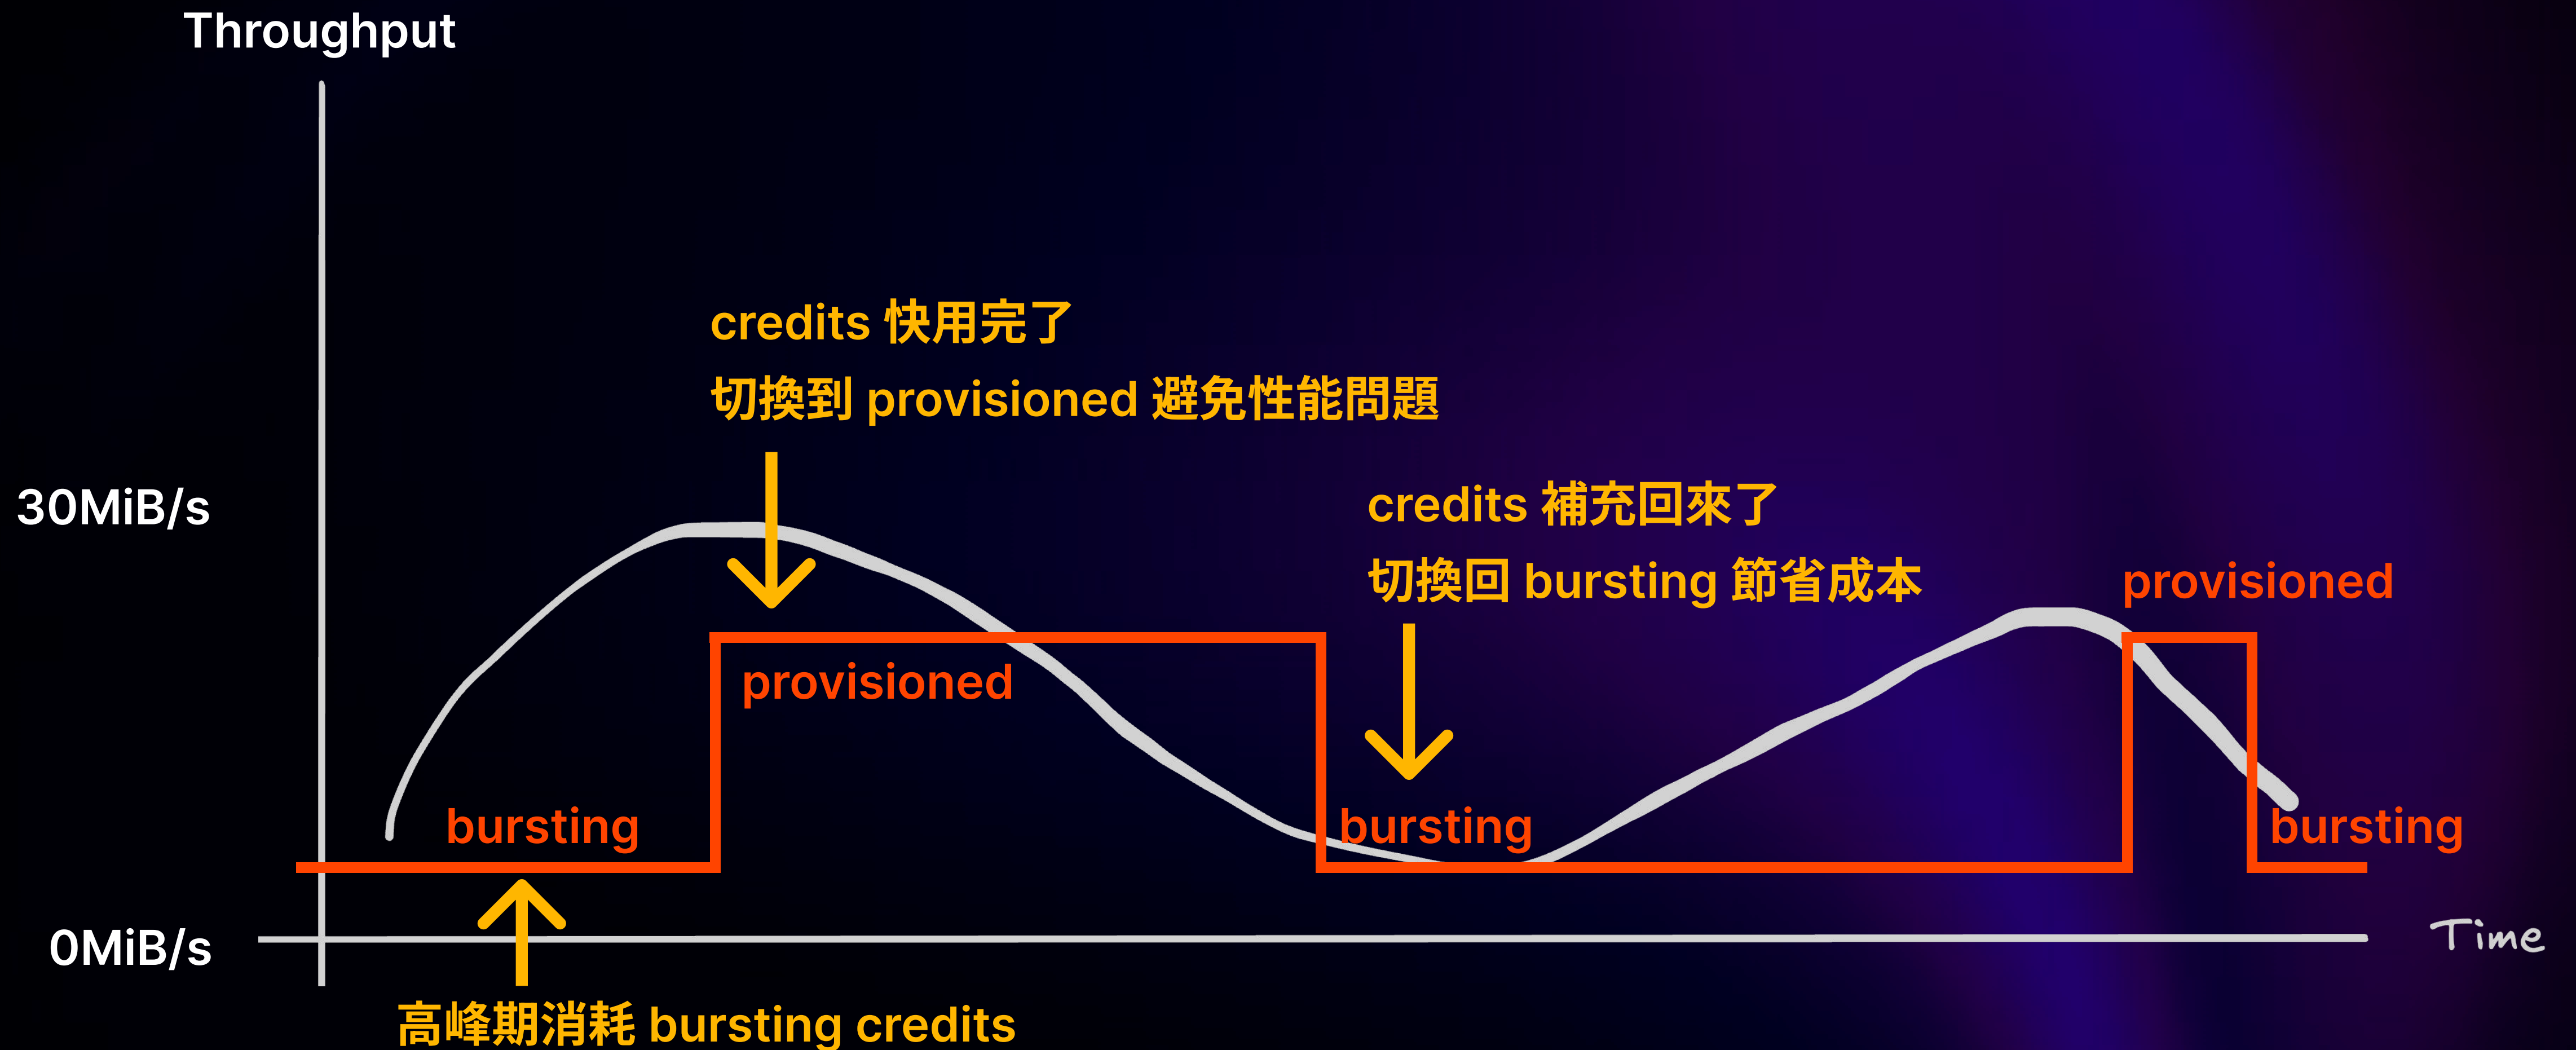 Throughput
credits 快用完了
切換到 provisioned 避免性能問題
30MiB/s
credits 補充回來了
切換回 bursting 節省成本
provisioned
provisioned
bursting
bursting
bursting
0MiB/s
Time
高峰期消耗 bursting credits